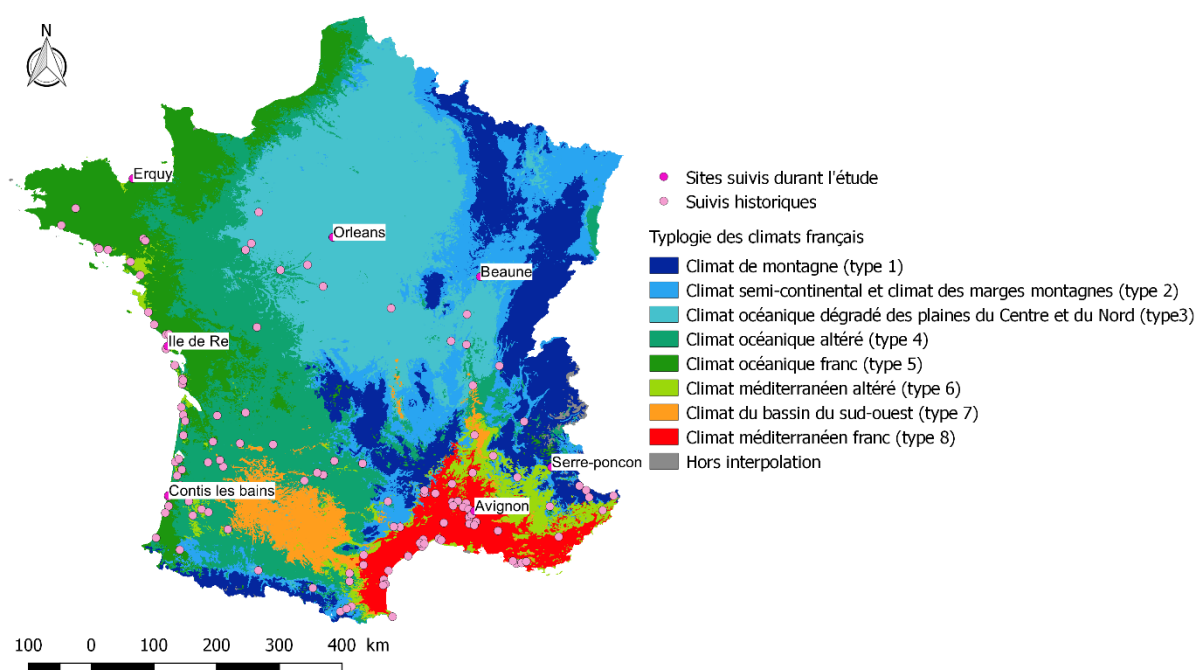 N
Erquy
Orleans
Beaune
Ile de Re
Serre-poncon
Contis les bains
Avignon
Sites suivis durant l'étude
Suivis historiques
Typlogie des climats français
Climat de montagne (type 1)
Climat semi-continental et climat des marges montagnes (type 2)
Climat océanique dégradé des plaines du Centre et du Nord (type3)
Climat océanique altéré (type 4)
Climat océanique franc (type 5)
Climat méditerranéen altéré (type 6)
Climat du bassin du sud-ouest (type 7)
Climat méditerranéen franc (type 8)
Hors interpolation
100 0 100 200 300 400 km